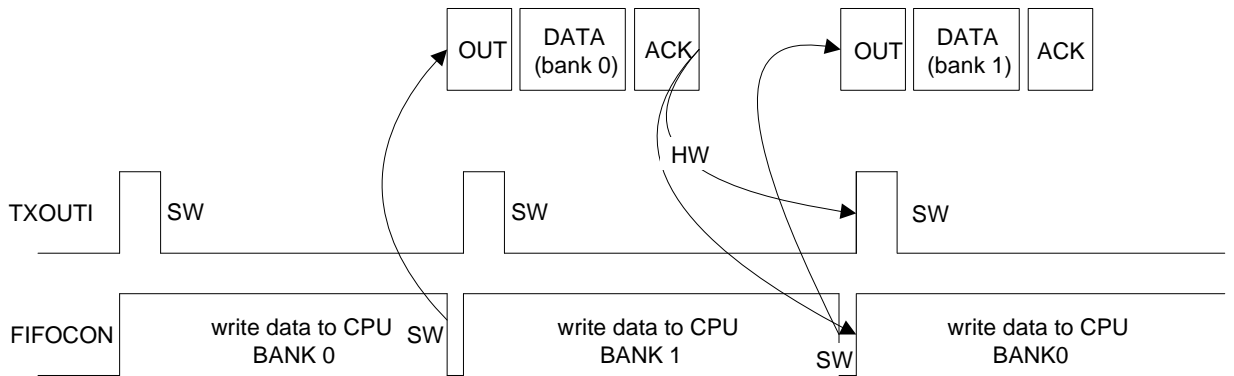 OUT
DATA
(bank 0)
ACK
OUT
DATA
(bank 1)
ACK
HW
TXOUTI
SW
SW
SW
FIFOCON
write data to CPU
BANK 0
SW
write data to CPU
BANK 1
SW
write data to CPU
BANK0